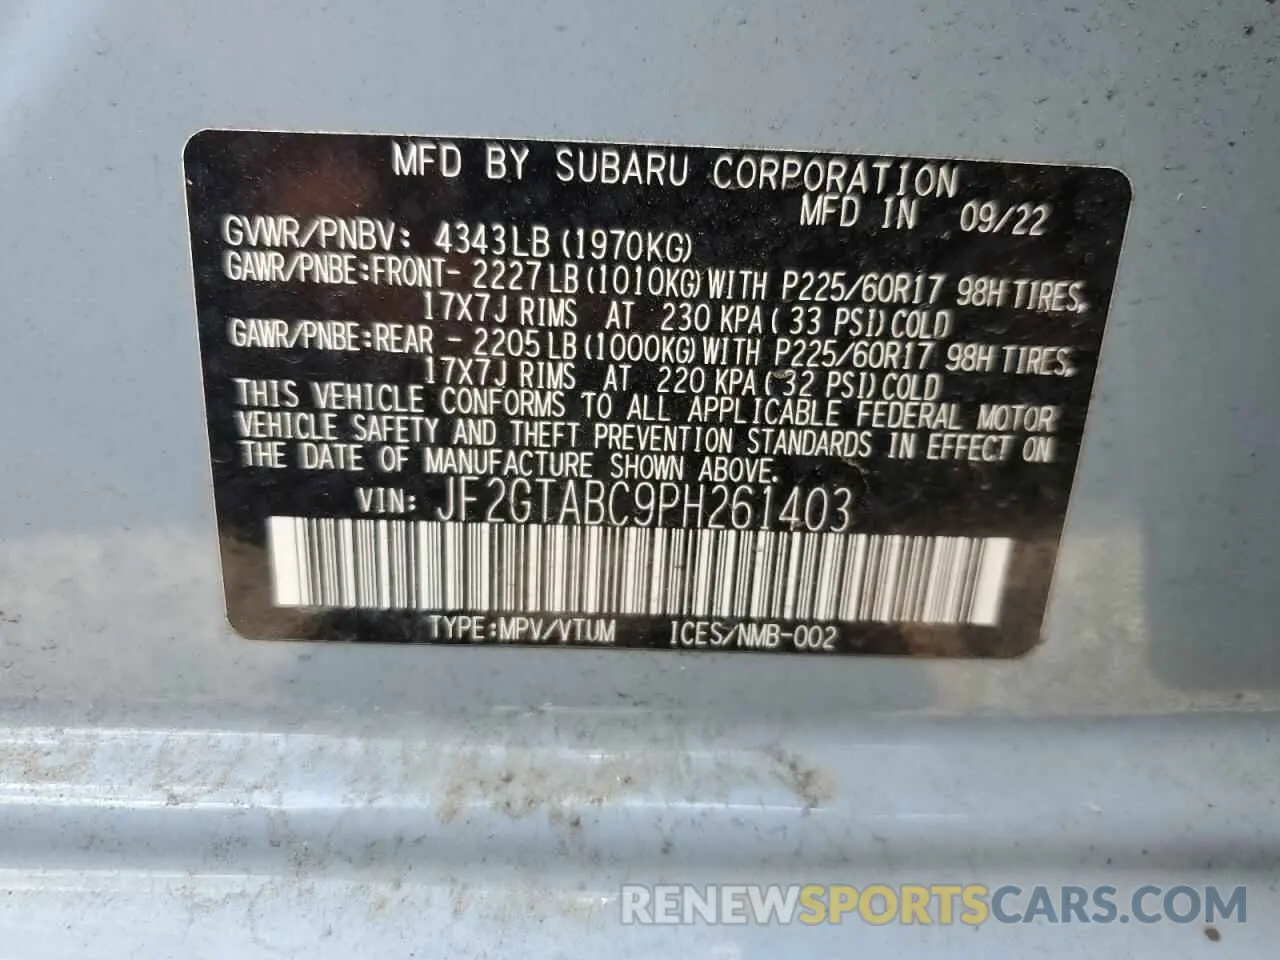 MFD BY SUBARU CORPORATION
MFD IN 09/22
GVWR/PNBV: 4343LB (1970KG)
GAWR/PNBE:FRONT- 2227LB (1010KG) WITH P225/60R17 98H TIRES,
17X7J RIMS AT 230 KPA ( 33 PSI) COLD
GAWR/PNBE:REAR - 2205LB (1000KG) WITH P225/60R17 98H TIRES,
17X7J RIMS AT 220 KPA ( 32 PSI) COLD
THIS VEHICLE CONFORMS TO ALL APPLICABLE FEDERAL MOTOR
VEHICLE SAFETY AND THEFT PREVENTION STANDARDS IN EFFECT ON
THE DATE OF MANUFACTURE SHOWN ABOVE.
VIN: JF2GTABC9PH261403
TYPE:MPV/VTUM ICES/NMB-002
RENEWSPORTSCARS.COM